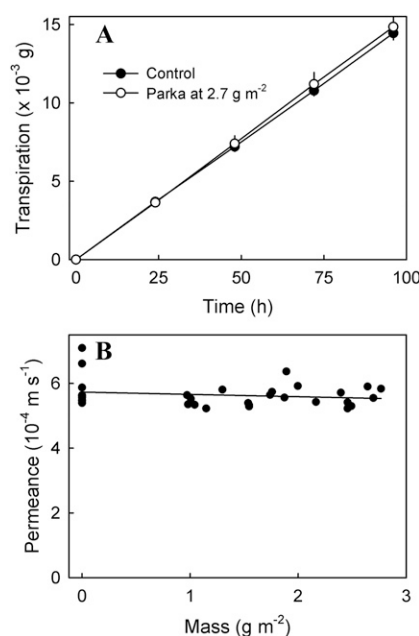 A
15
10
5
0
Transpiration (x 10⁻³ g)
Control
Parka at 2.7 g m⁻²
0 25 50 75 100
Time (h)
B
8
6
4
2
0
Permeance (10⁻⁴ m s⁻¹)
0 1 2 3
Mass (g m⁻²)